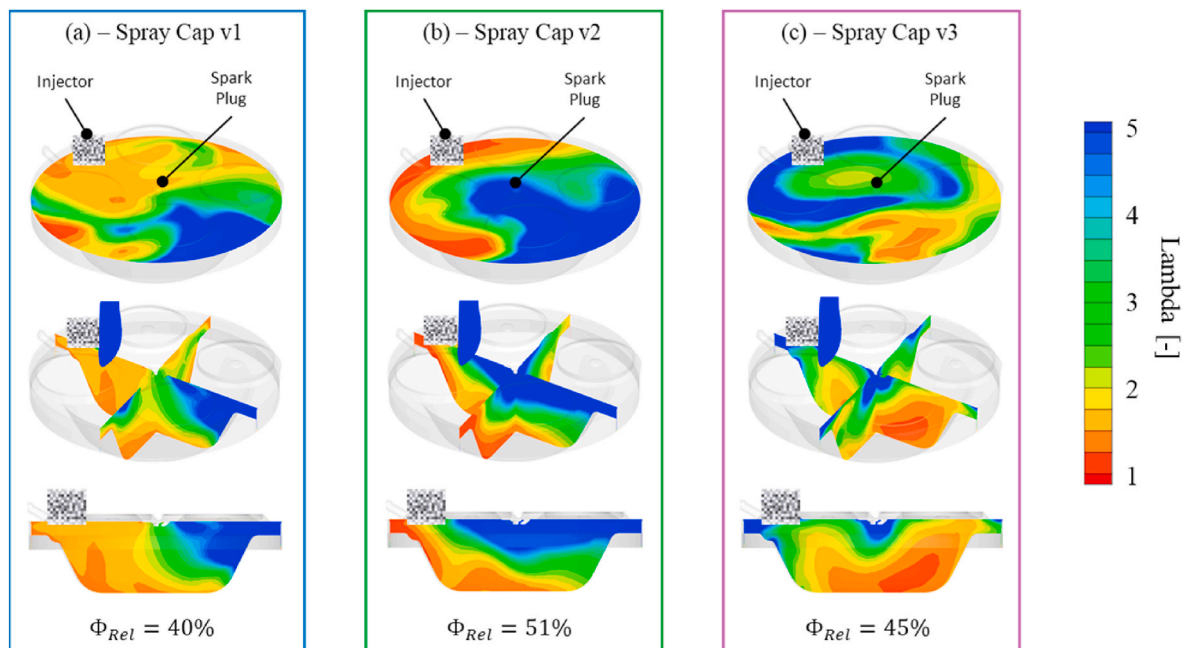 (a) – Spray Cap v1
Injector
Spark
Plug
Φ_Rel = 40%
(b) – Spray Cap v2
Injector
Spark
Plug
Φ_Rel = 51%
(c) – Spray Cap v3
Injector
Spark
Plug
Φ_Rel = 45%
5
4
3
2
1
Lambda [-]